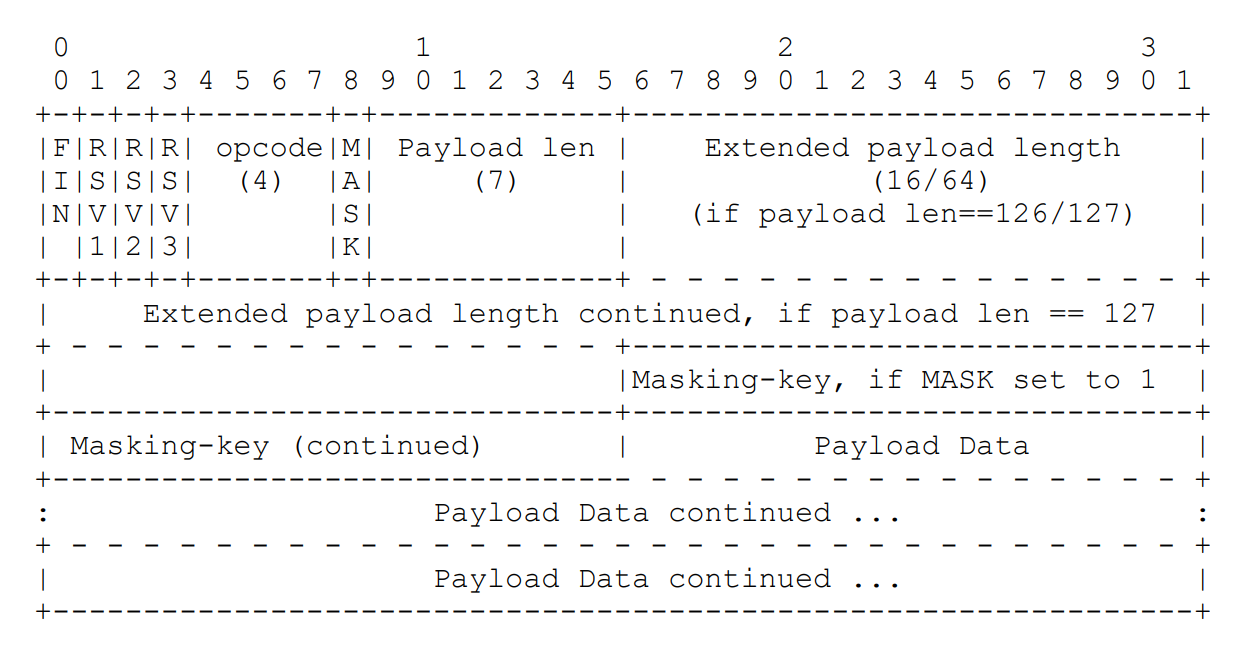 0                   1                   2                   3
 0 1 2 3 4 5 6 7 8 9 0 1 2 3 4 5 6 7 8 9 0 1 2 3 4 5 6 7 8 9 0 1
+-+-+-+-+-------+-+-------------+-------------------------------+
|F|R|R|R| opcode|M| Payload len |    Extended payload length    |
|I|S|S|S|  (4)  |A|     (7)     |             (16/64)           |
|N|V|V|V|       |S|             |   (if payload len==126/127)   |
| |1|2|3|       |K|             |                               |
+-+-+-+-+-------+-+-------------+ - - - - - - - - - - - - - - - +
|     Extended payload length continued, if payload len == 127  |
+ - - - - - - - - - - - - - - - +-------------------------------+
|                               |Masking-key, if MASK set to 1  |
+-------------------------------+-------------------------------+
| Masking-key (continued)       |          Payload Data         |
+-------------------------------- - - - - - - - - - - - - - - - +
:                     Payload Data continued ...                :
+ - - - - - - - - - - - - - - - - - - - - - - - - - - - - - - - +
|                     Payload Data continued ...                |
+---------------------------------------------------------------+